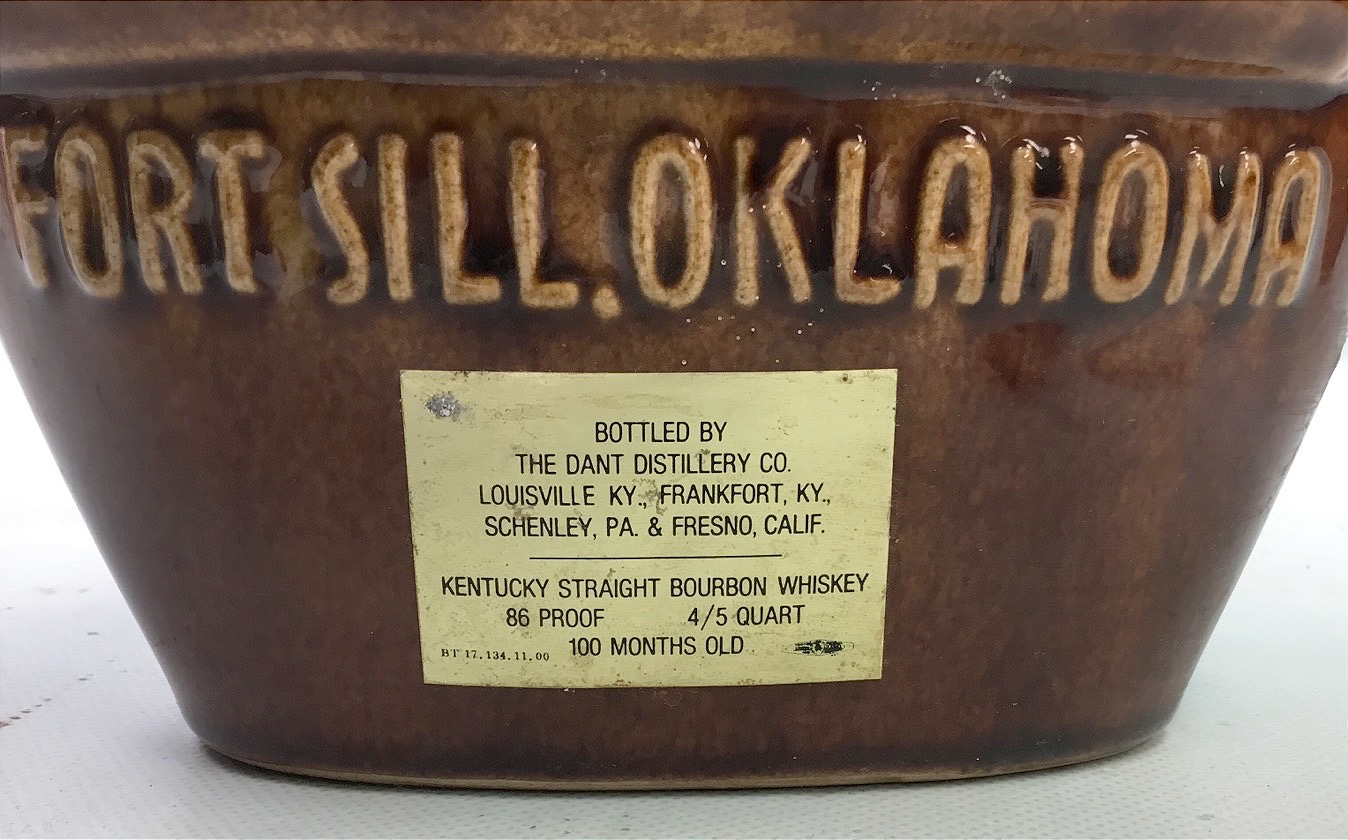 FORT SILL, OKLAHOMA
BOTTLED BY
THE DANT DISTILLERY CO.
LOUISVILLE KY., FRANKFORT, KY.,
SCHENLEY, PA. & FRESNO, CALIF.
KENTUCKY STRAIGHT BOURBON WHISKEY
86 PROOF 4/5 QUART
BT 17.134.11.00 100 MONTHS OLD